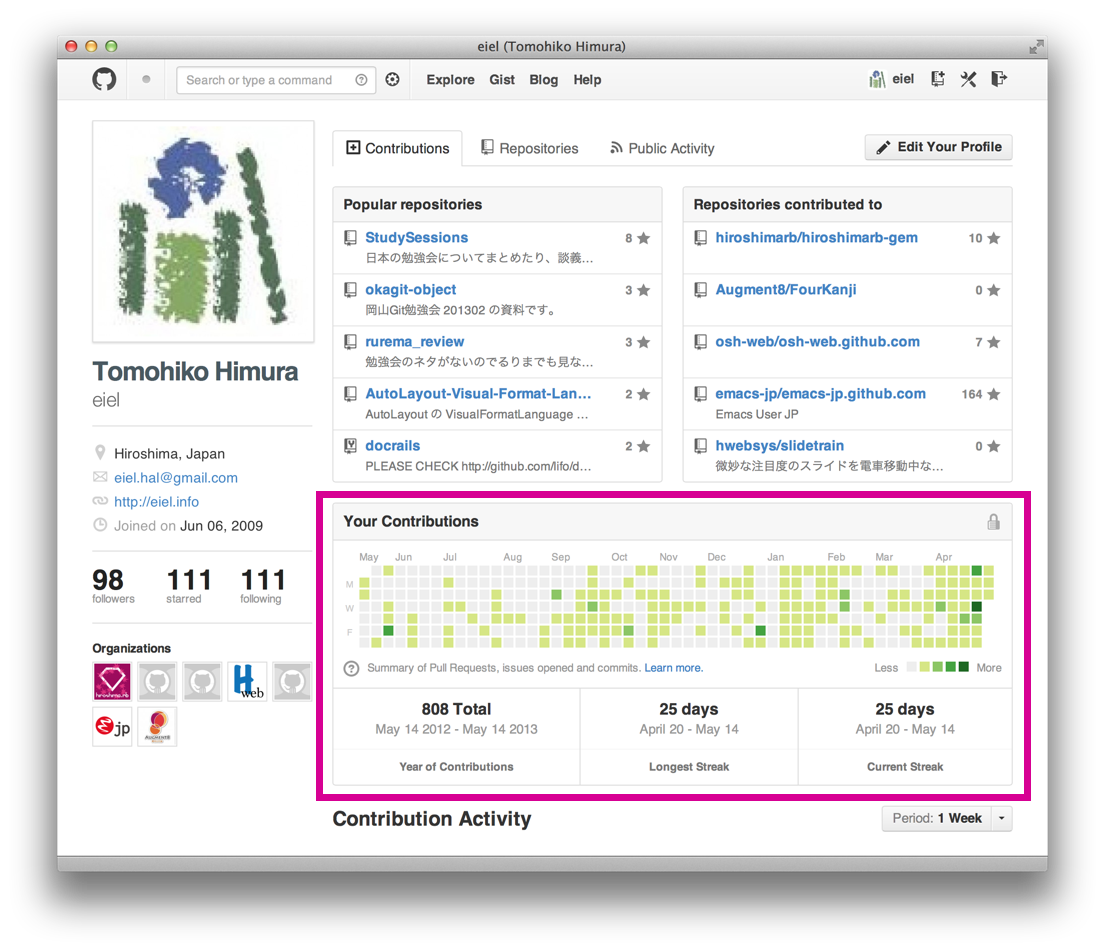 eiel (Tomohiko Himura)
Search or type a command
Explore Gist Blog Help
eiel
Contributions
Repositories
Public Activity
Edit Your Profile
Tomohiko Himura
eiel
Hiroshima, Japan
eiel.hal@gmail.com
http://eiel.info
Joined on Jun 06, 2009
98 111 111
followers starred following
Organizations
hiroshima.rb
H web
jp
AUGMENT8
Popular repositories
StudySessions 8
日本の勉強会についてまとめたり、談義…
okagit-object 3
岡山Git勉強会 201302 の資料です。
rurema_review 3
勉強会のネタがないのでるりまでも見な…
AutoLayout-Visual-Format-Lan… 2
AutoLayout の VisualFormatLanguage …
docrails 2
PLEASE CHECK http://github.com/lifo/d…
Repositories contributed to
hiroshimarb/hiroshimarb-gem 10
Augment8/FourKanji 0
osh-web/osh-web.github.com 7
emacs-jp/emacs-jp.github.com 164
Emacs User JP
hwebsys/slidetrain 0
微妙な注目度のスライドを電車移動中な…
Your Contributions
May Jun Jul Aug Sep Oct Nov Dec Jan Feb Mar Apr
M
W
F
Summary of Pull Requests, issues opened and commits. Learn more.
Less More
808 Total
May 14 2012 - May 14 2013
Year of Contributions
25 days
April 20 - May 14
Longest Streak
25 days
April 20 - May 14
Current Streak
Contribution Activity
Period: 1 Week